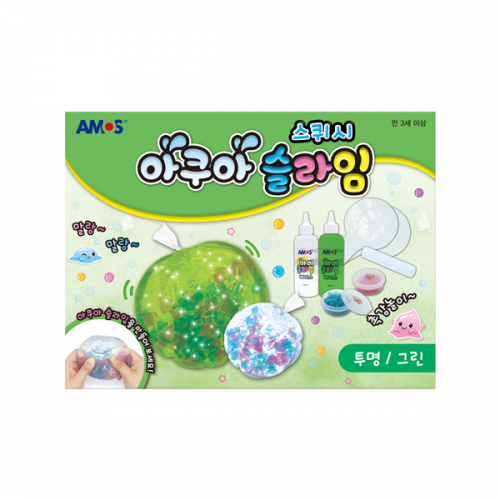 AMOS
만 3세 이상
스퀴시
아쿠아 슬라임
말랑~
말랑~
AMOS
AMOS
아쿠아 슬라임을 만들어 보세요!
촉감놀이~
투명 / 그린